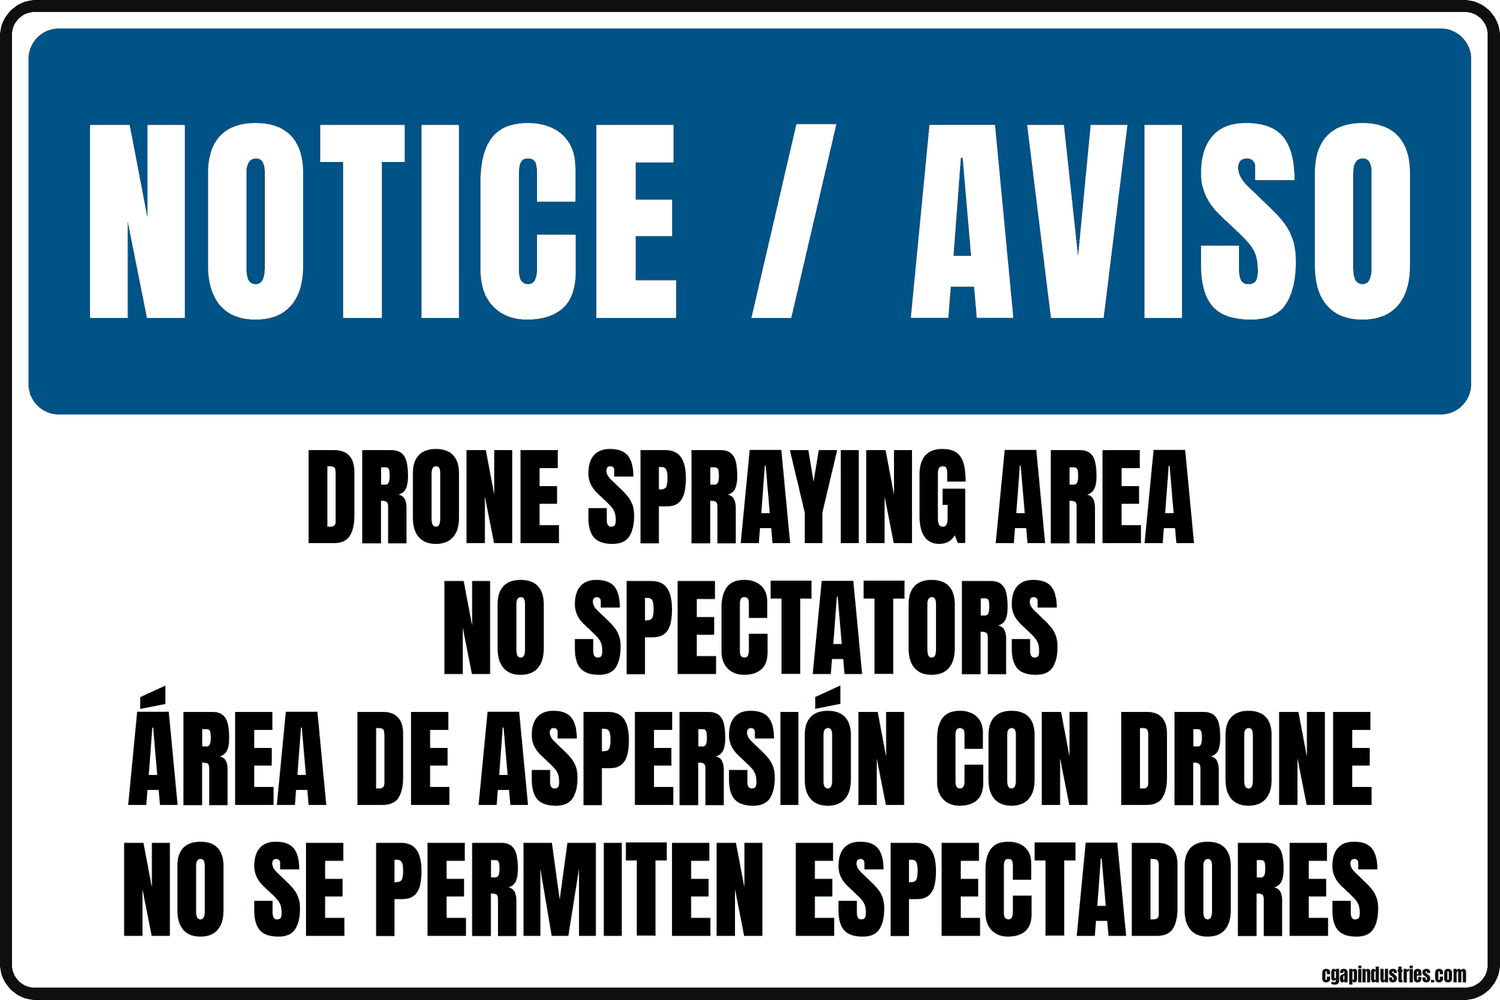 NOTICE / AVISO
DRONE SPRAYING AREA
NO SPECTATORS
ÁREA DE ASPERSIÓN CON DRONE
NO SE PERMITEN ESPECTADORES
cgapindustries.com